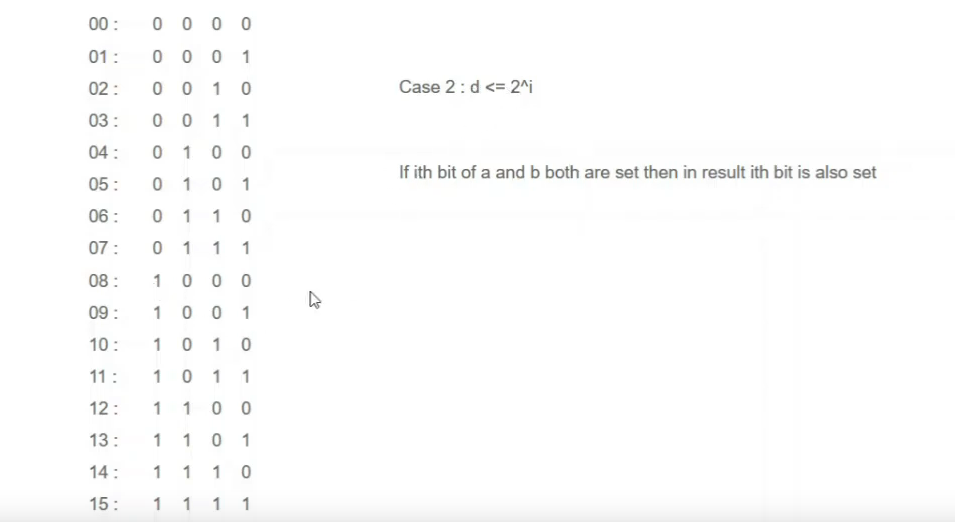 00 : 0 0 0 0
01 : 0 0 0 1
02 : 0 0 1 0
Case 2 : d <= 2^i
03 : 0 0 1 1
04 : 0 1 0 0
If ith bit of a and b both are set then in result ith bit is also set
05 : 0 1 0 1
06 : 0 1 1 0
07 : 0 1 1 1
08 : 1 0 0 0
09 : 1 0 0 1
10 : 1 0 1 0
11 : 1 0 1 1
12 : 1 1 0 0
13 : 1 1 0 1
14 : 1 1 1 0
15 : 1 1 1 1